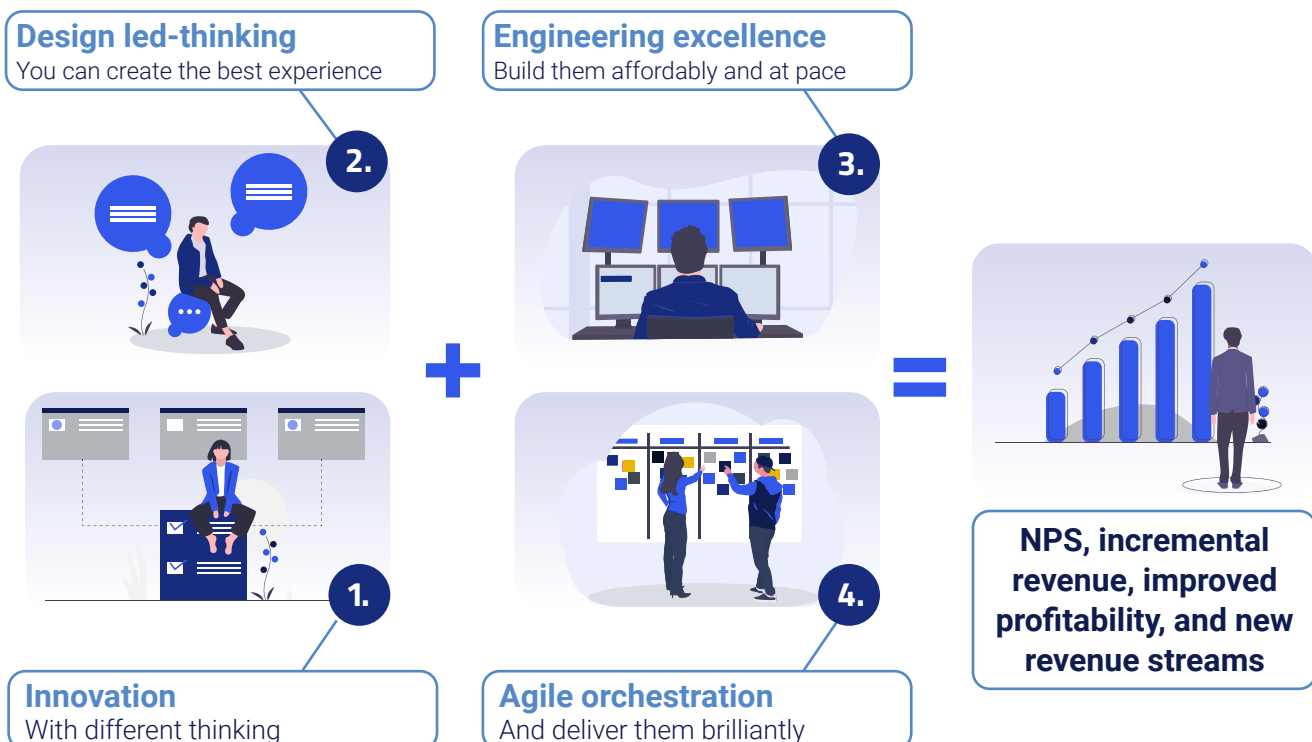 Design led-thinking
You can create the best experience
2.
Engineering excellence
Build them affordably and at pace
3.
+
=
1.
Innovation
With different thinking
4.
Agile orchestration
And deliver them brilliantly
NPS, incremental
revenue, improved
profitability, and new
revenue streams